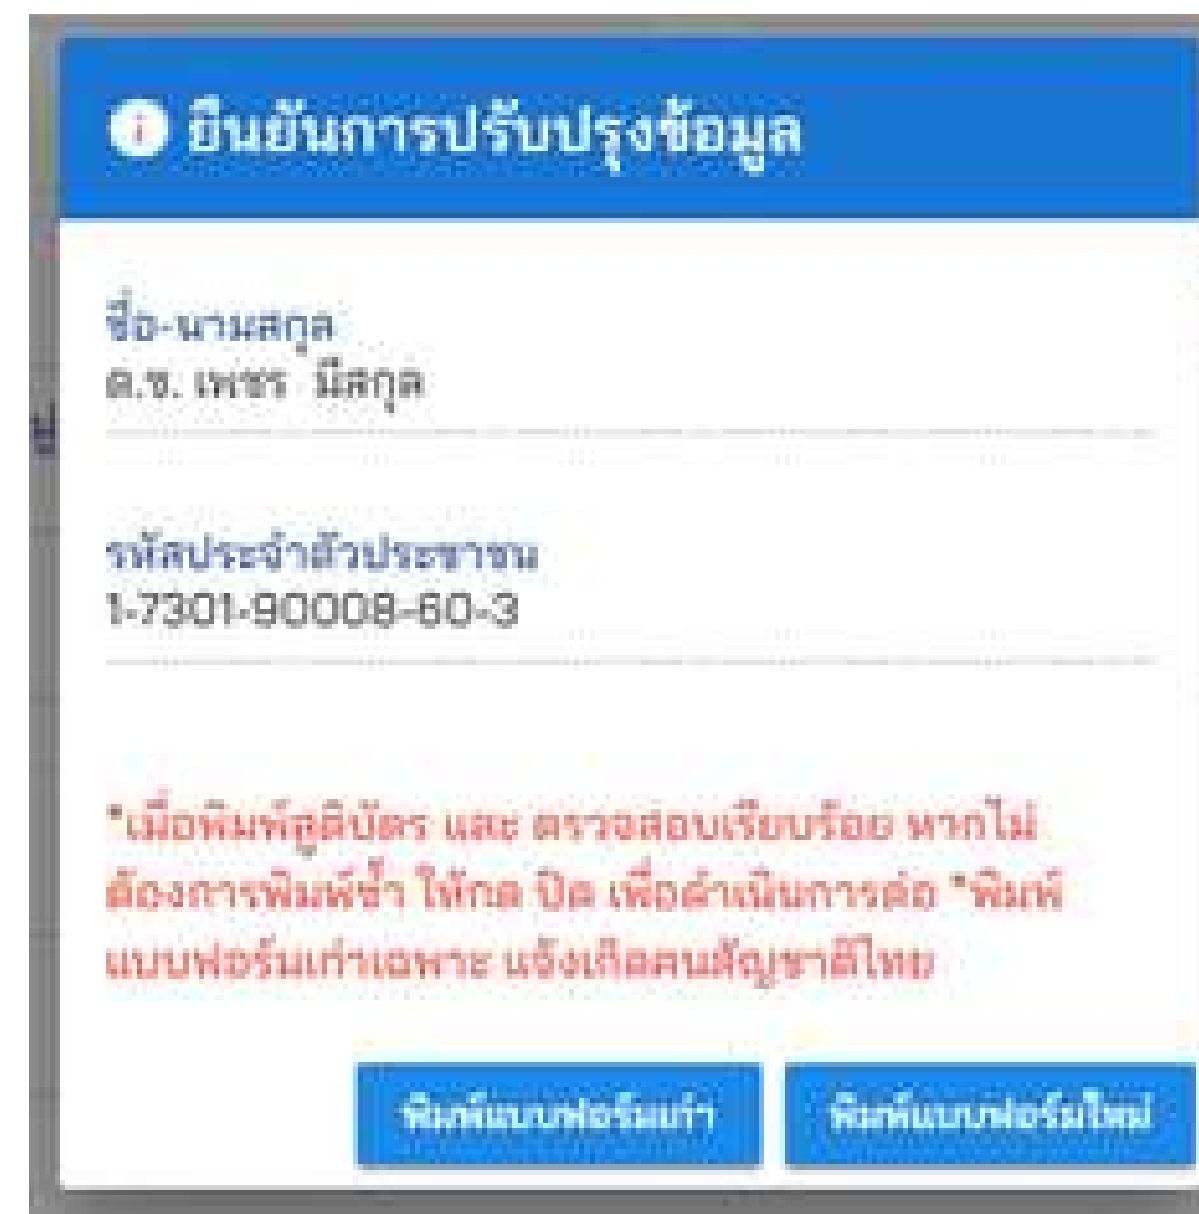 ยืนยันการปรับปรุงข้อมูล
ชื่อ-นามสกุล
ด.ช. เพชร มีสกุล
รหัสประจำตัวประชาชน
1-7301-90008-60-3
*เมื่อพิมพ์สูติบัตร และ ตรวจสอบเรียบร้อย หากไม่
ต้องการพิมพ์ซ้ำ ให้กด ปิด เพื่อดำเนินการต่อ *พิมพ์
แบบฟอร์มเก่าเฉพาะ แจ้งเกิดคนสัญชาติไทย
พิมพ์แบบฟอร์มเก่า พิมพ์แบบฟอร์มใหม่